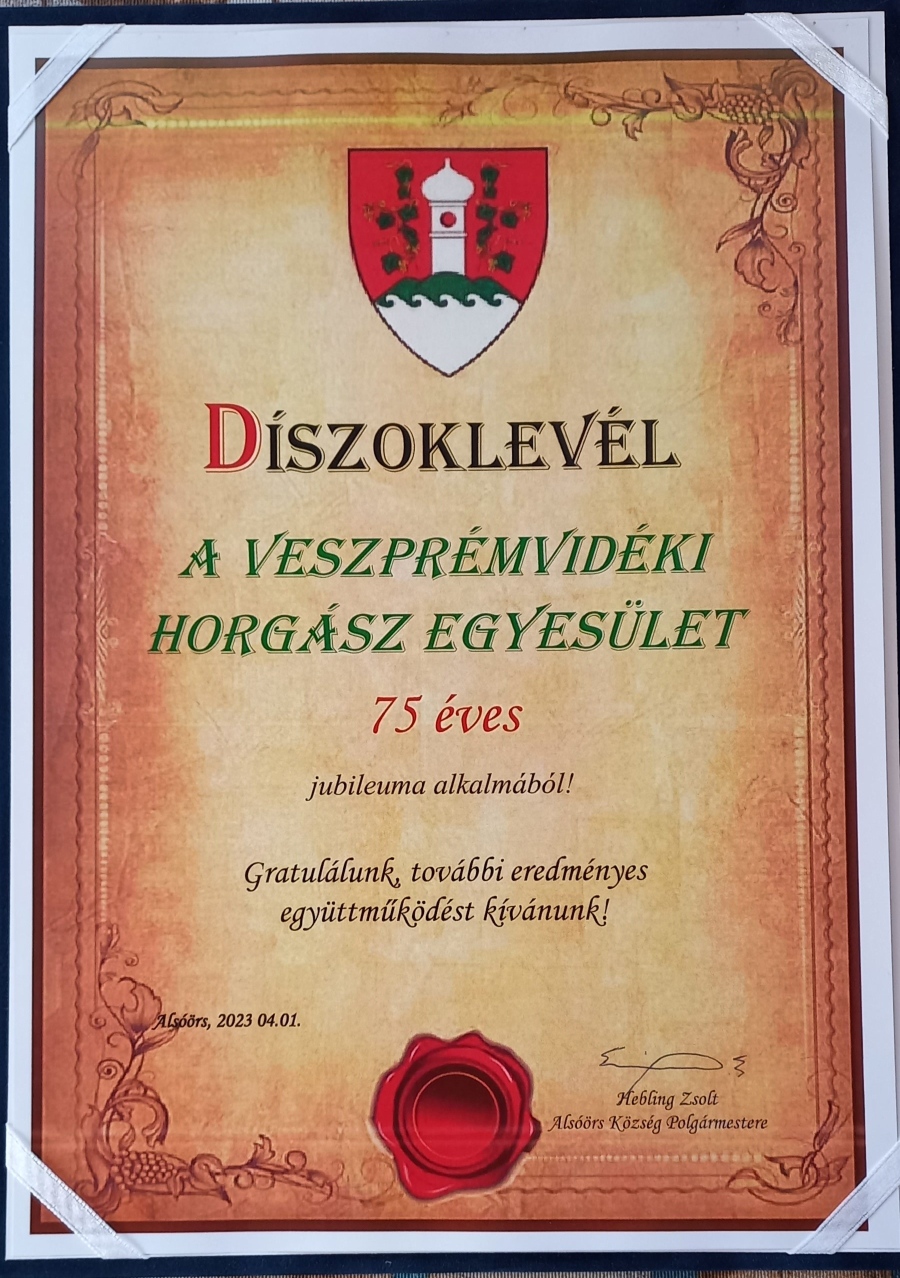 DÍSZOKLEVÉL
A VESZPRÉMVIDÉKI
HORGÁSZ EGYESÜLET
75 éves
jubileuma alkalmából!
Gratulálunk, további eredményes
együttműködést kívánunk!
Alsóörs, 2023 04.01.
Hebling Zsolt
Alsóörs Község Polgármestere